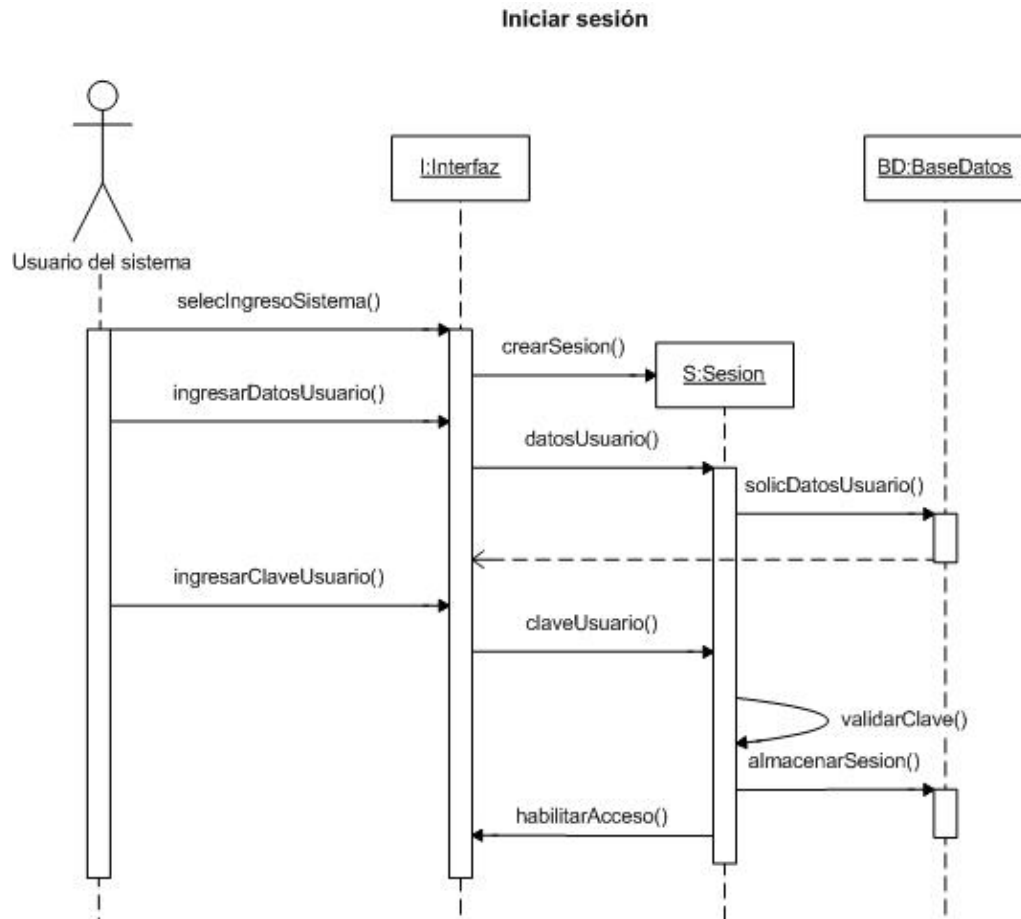 Iniciar sesión
I:Interfaz
BD:BaseDatos
Usuario del sistema
selecIngresoSistema()
crearSesion()
S:Sesion
ingresarDatosUsuario()
datosUsuario()
solicDatosUsuario()
ingresarClaveUsuario()
claveUsuario()
validarClave()
almacenarSesion()
habilitarAcceso()